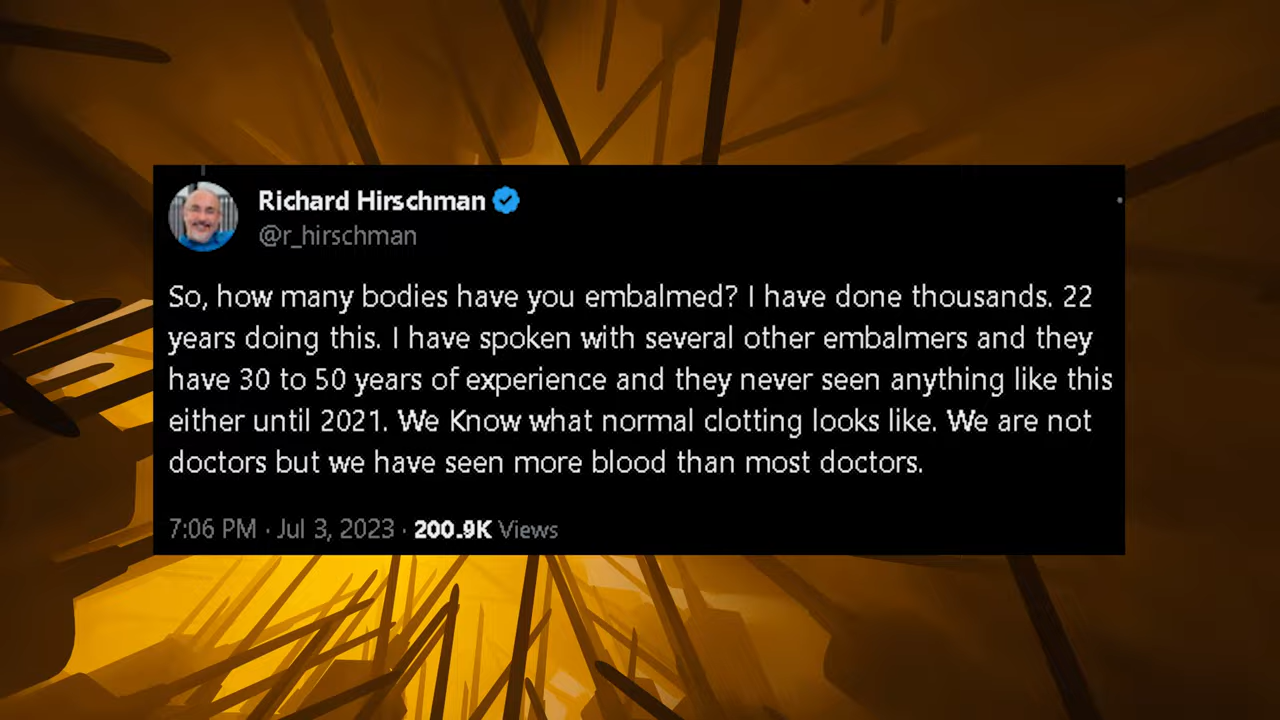 Richard Hirschman
@r_hirschman
So, how many bodies have you embalmed? I have done thousands. 22
years doing this. I have spoken with several other embalmers and they
have 30 to 50 years of experience and they never seen anything like this
either until 2021. We Know what normal clotting looks like. We are not
doctors but we have seen more blood than most doctors.
7:06 PM · Jul 3, 2023 · 200.9K Views